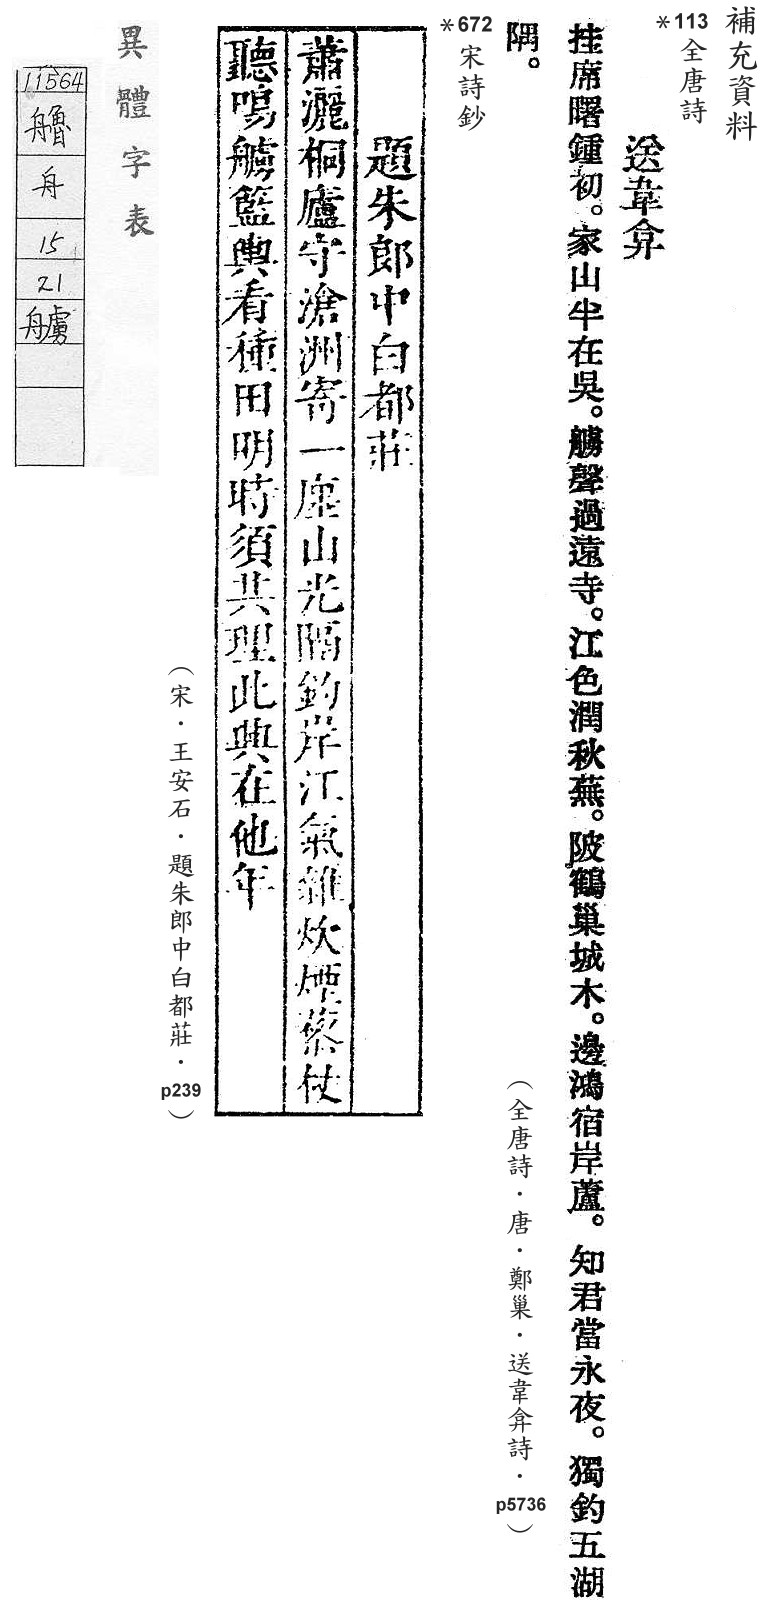 補充資料
*113 全唐詩
送韋弇
挂席曙鍾初。家山半在吳。艣聲過遠寺。江色潤秋蕪。陂鶴巢城木。邊鴻宿岸蘆。知君當永夜。獨釣五湖
隅。
(全唐詩.唐.鄭巢.送韋弇詩.p5736)
*672 宋詩鈔
題朱郎中白都莊
蕭灑桐廬守滄洲寄一廛山光隔釣岸江氣雜炊煙藜杖
聽鳴艣籃輿看種田明時須共理此興在他年
(宋.王安石.題朱郎中白都莊.p239)
異體字表
11564
艪
舟
15
21
艣